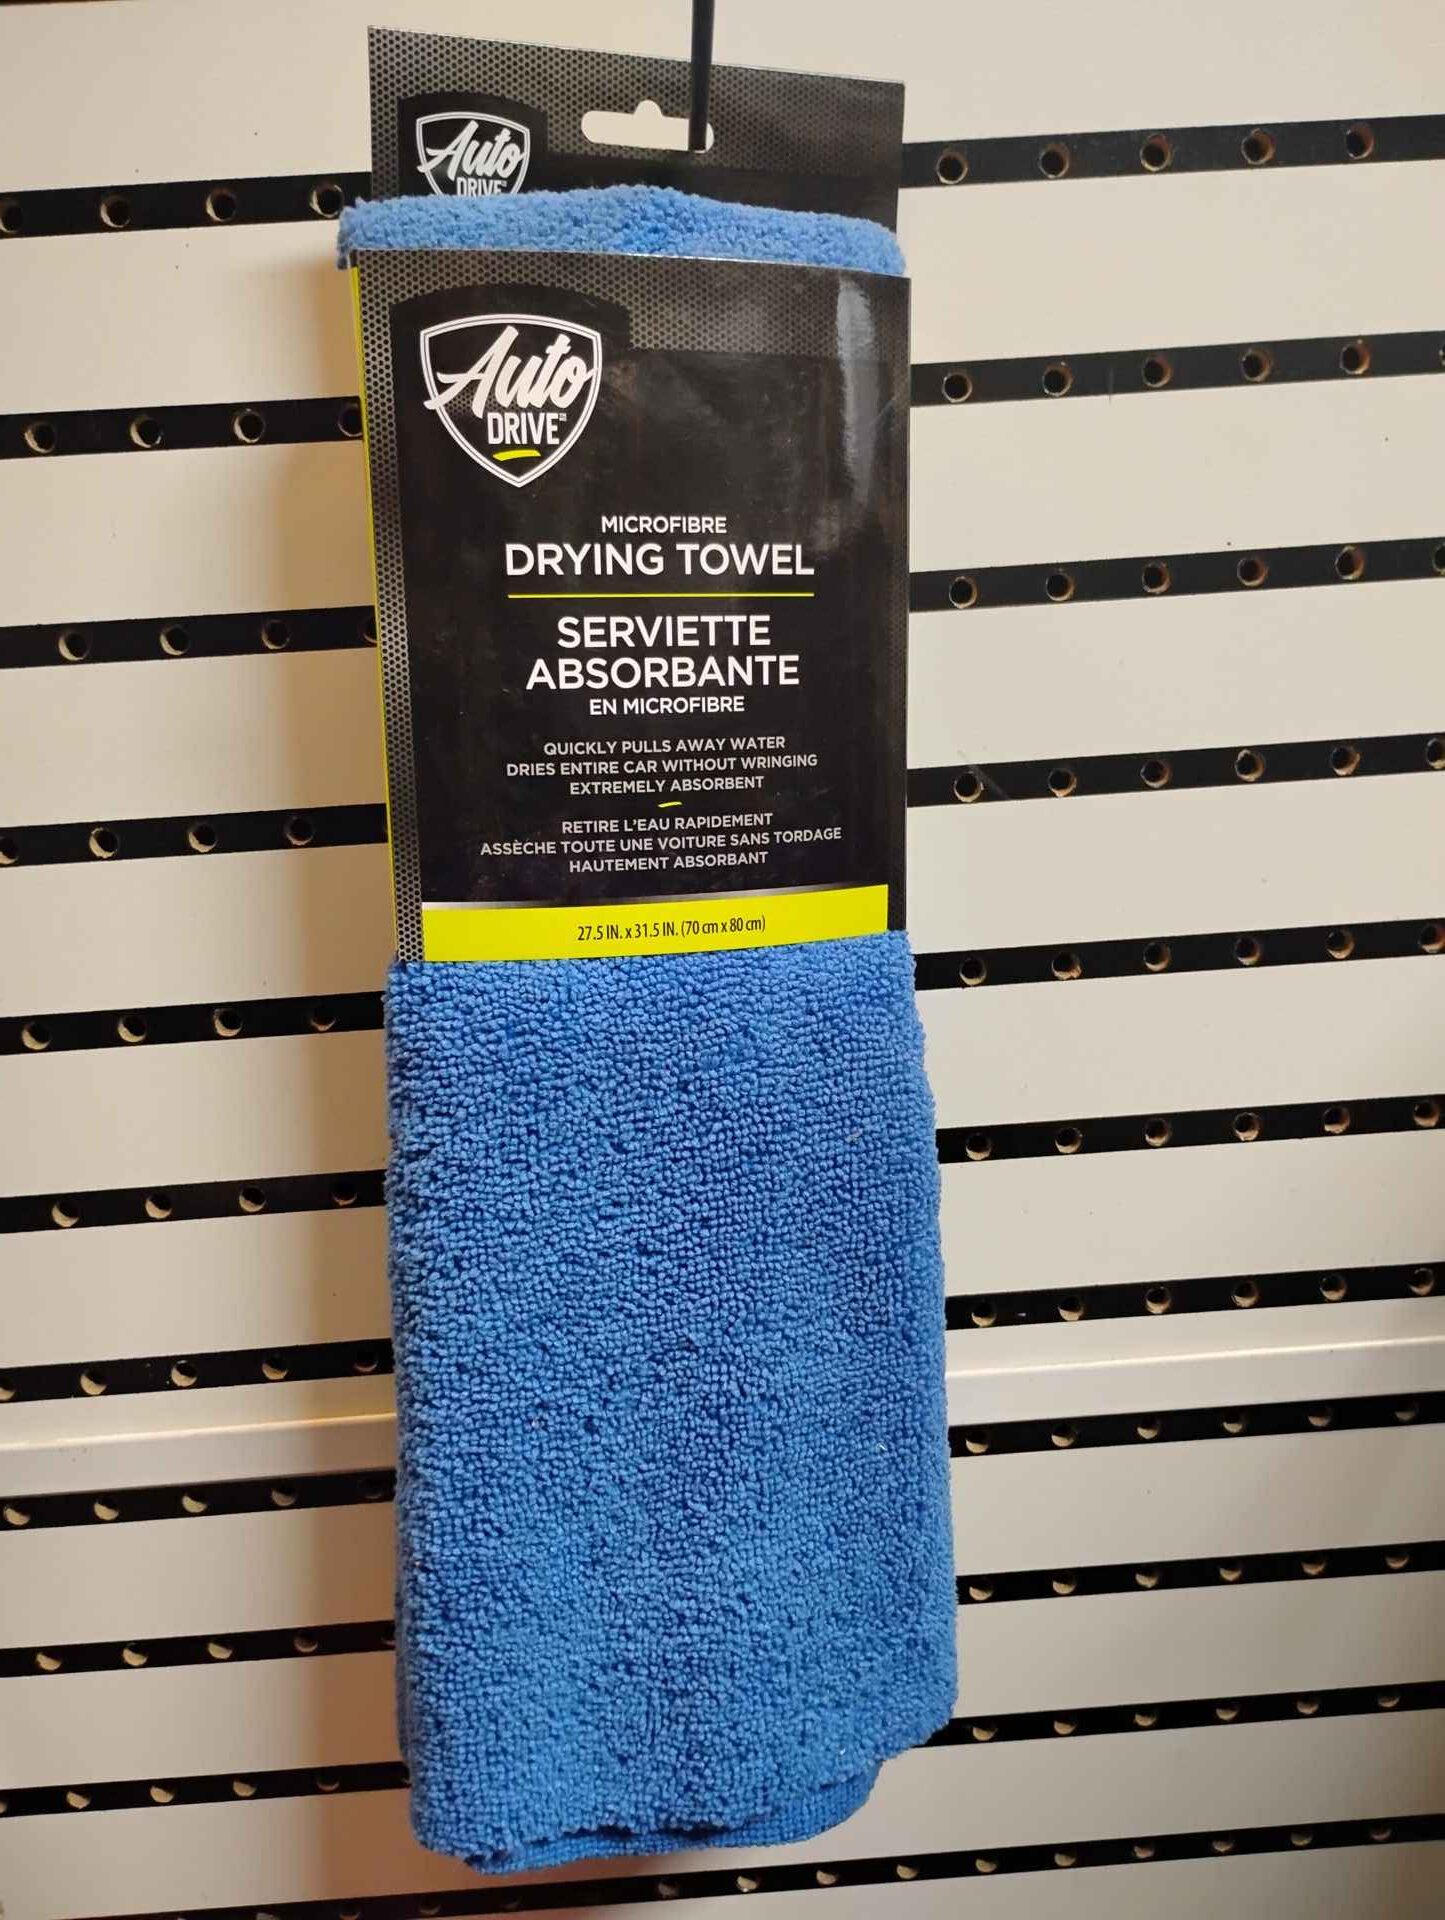 Auto
DRIVE
Auto
DRIVE
MICROFIBRE
DRYING TOWEL
SERVIETTE
ABSORBANTE
EN MICROFIBRE
QUICKLY PULLS AWAY WATER
DRIES ENTIRE CAR WITHOUT WRINGING
EXTREMELY ABSORBENT
RETIRE L'EAU RAPIDEMENT
ASSÈCHE TOUTE UNE VOITURE SANS TORDAGE
HAUTEMENT ABSORBANT
27.5 IN. x 31.5 IN. (70 cm x 80 cm)